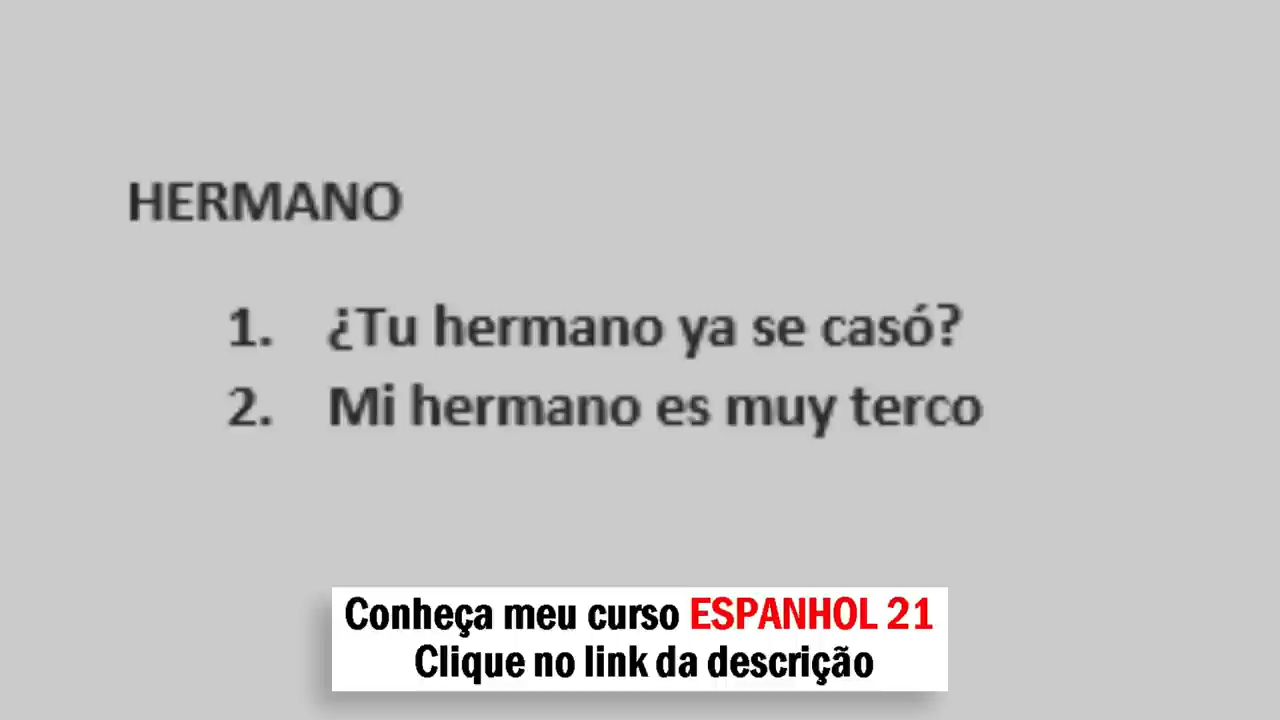 HERMANO
1. ¿Tu hermano ya se casó?
2. Mi hermano es muy terco
Conheça meu curso ESPANHOL 21
Clique no link da descrição